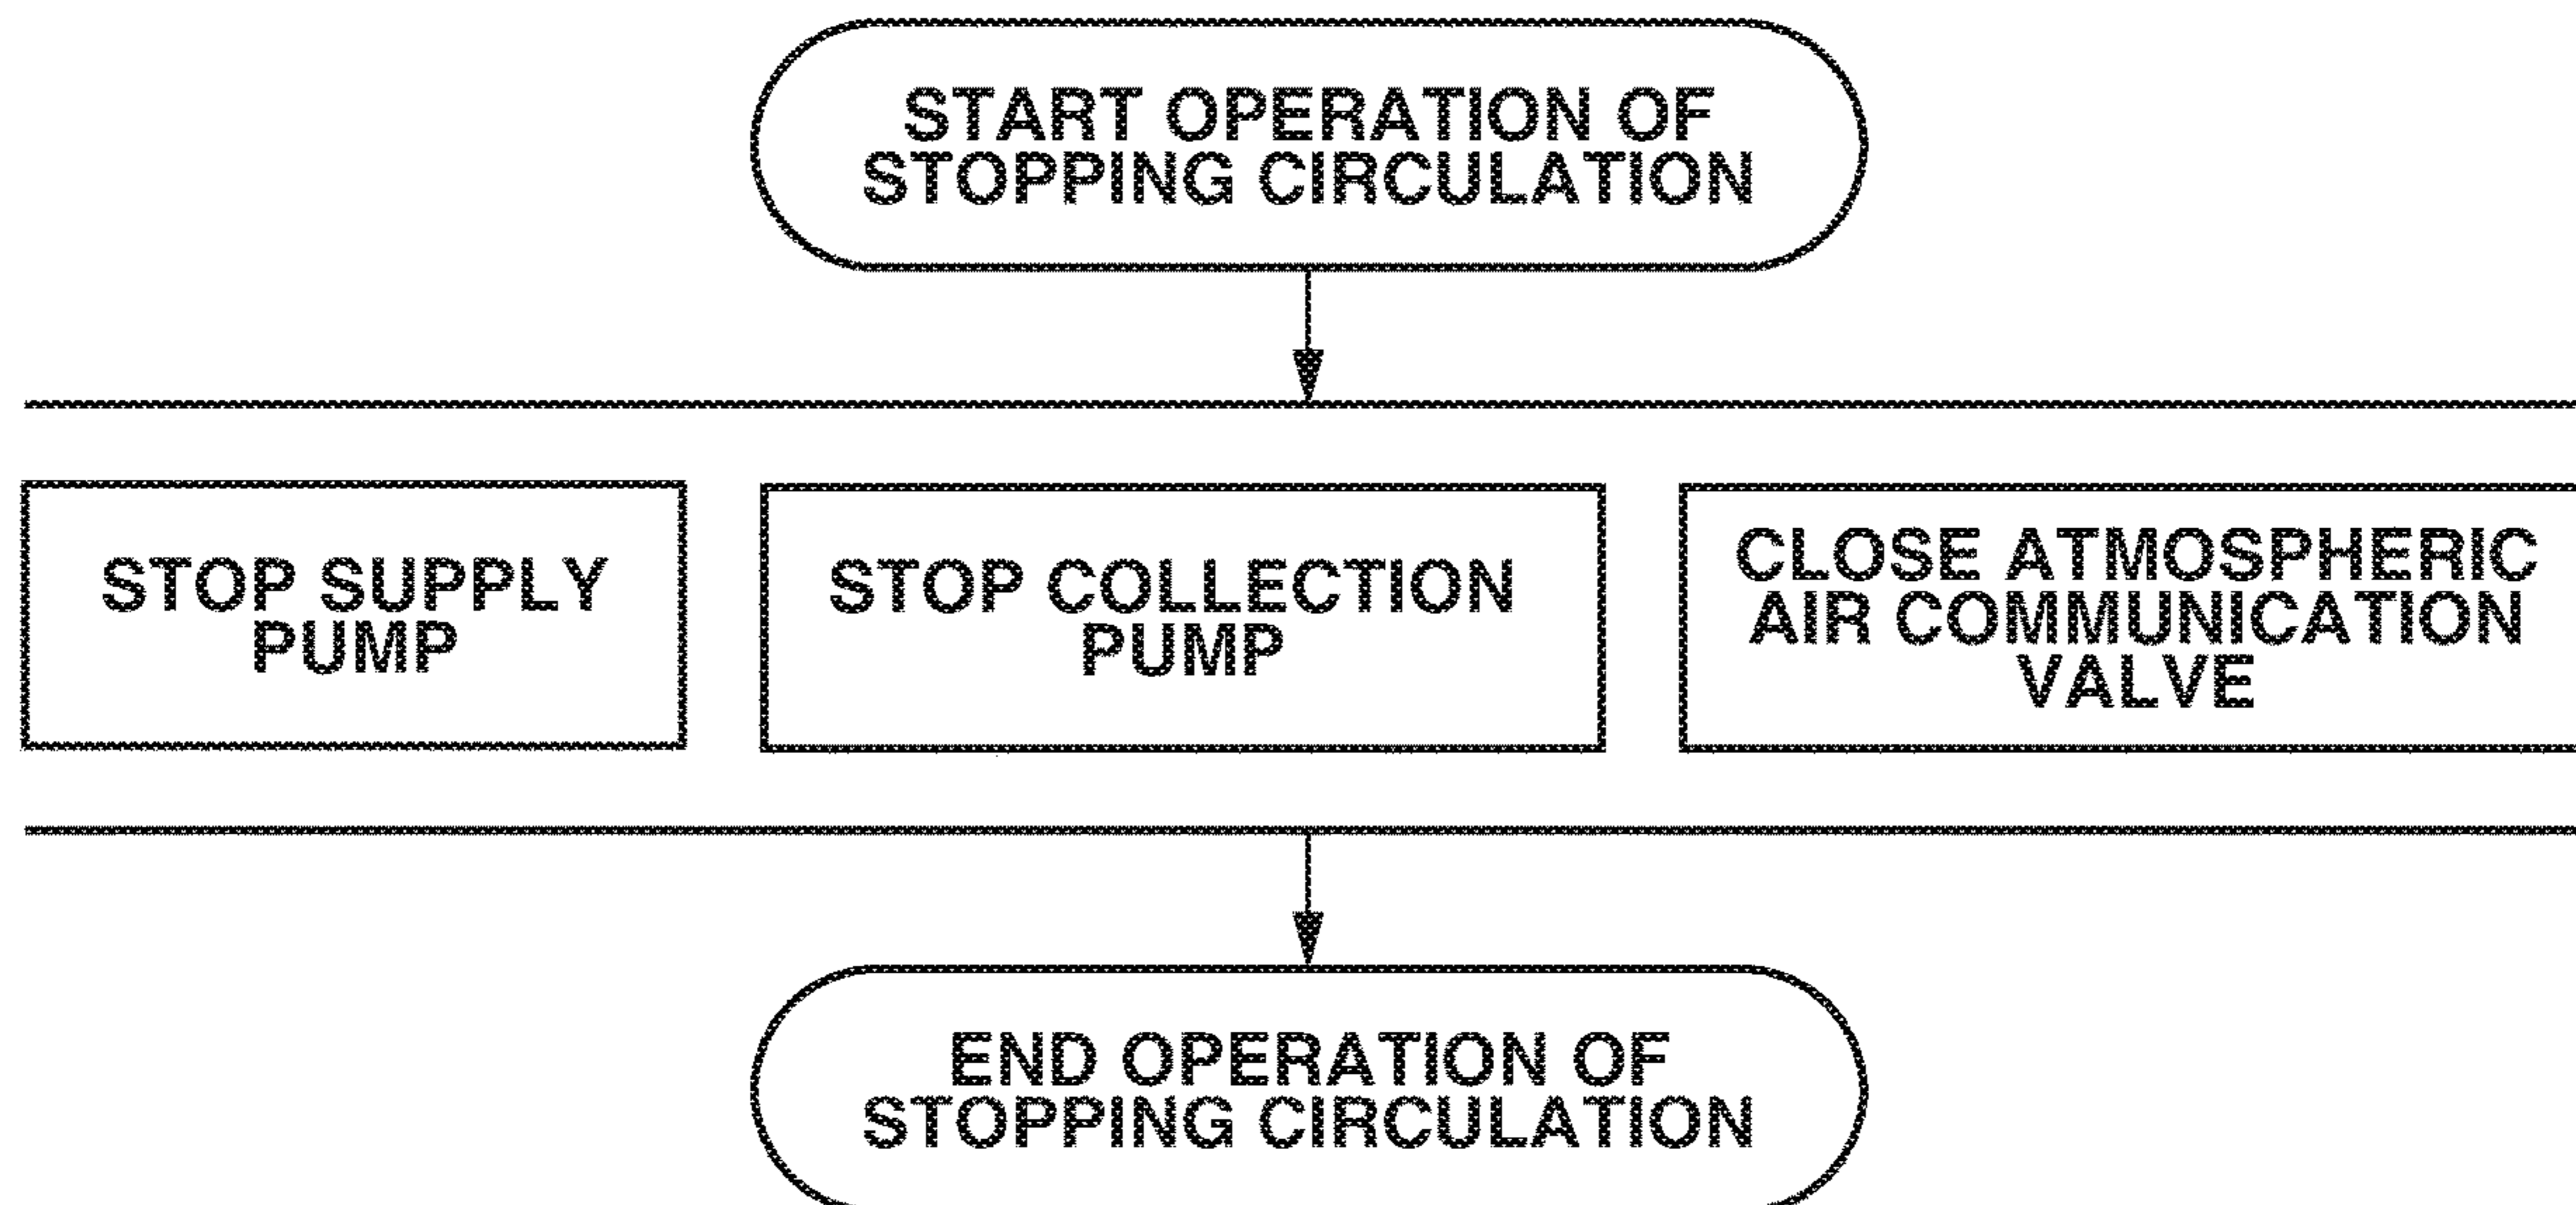 START OPERATION OF
STOPPING CIRCULATION
STOP SUPPLY
PUMP
STOP COLLECTION
PUMP
CLOSE ATMOSPHERIC
AIR COMMUNICATION
VALVE
END OPERATION OF
STOPPING CIRCULATION